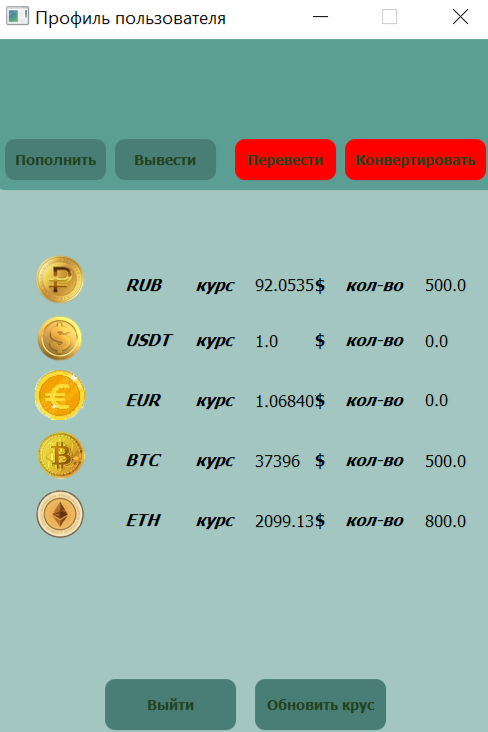 Профиль пользователя
Пополнить Вывести Перевести Конвертировать
RUB курс 92.0535$ кол-во 500.0
USDT курс 1.0 $ кол-во 0.0
EUR курс 1.06840$ кол-во 0.0
BTC курс 37396 $ кол-во 500.0
ETH курс 2099.13$ кол-во 800.0
Выйти Обновить крус